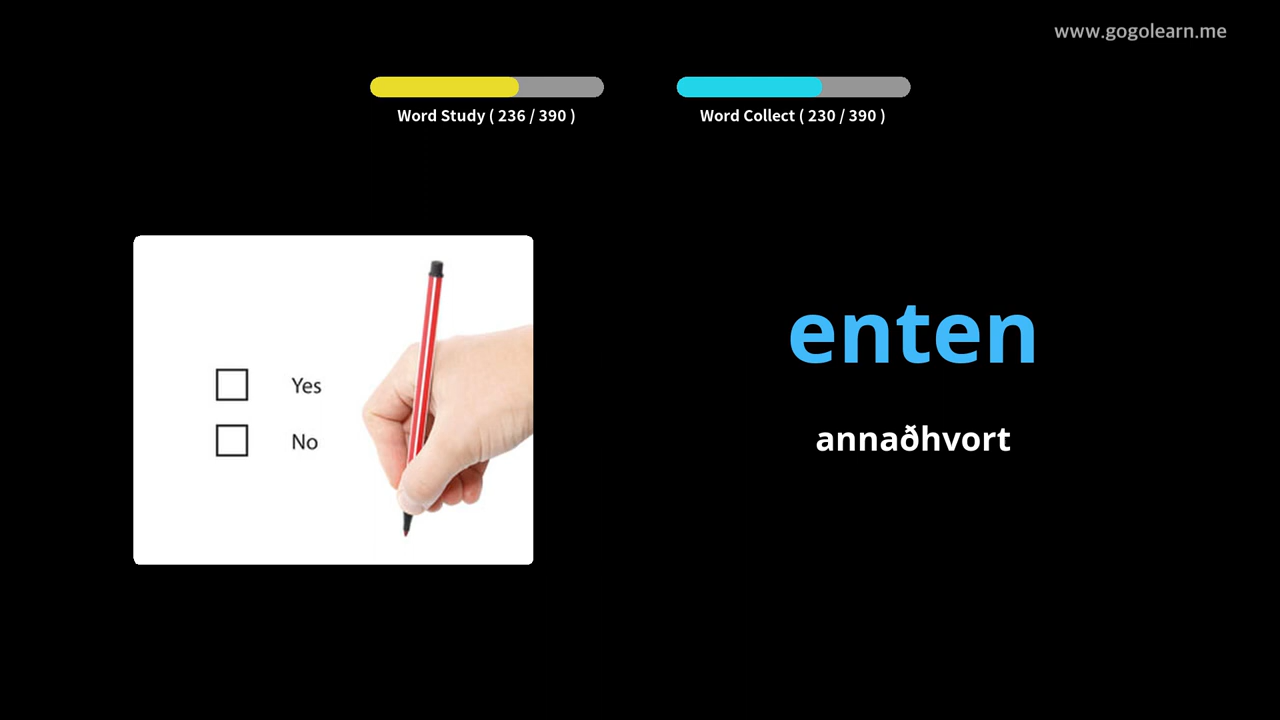 www.gogolearn.me
Word Study ( 236 / 390 )
Word Collect ( 230 / 390 )
Yes
No
enten
annaðhvort